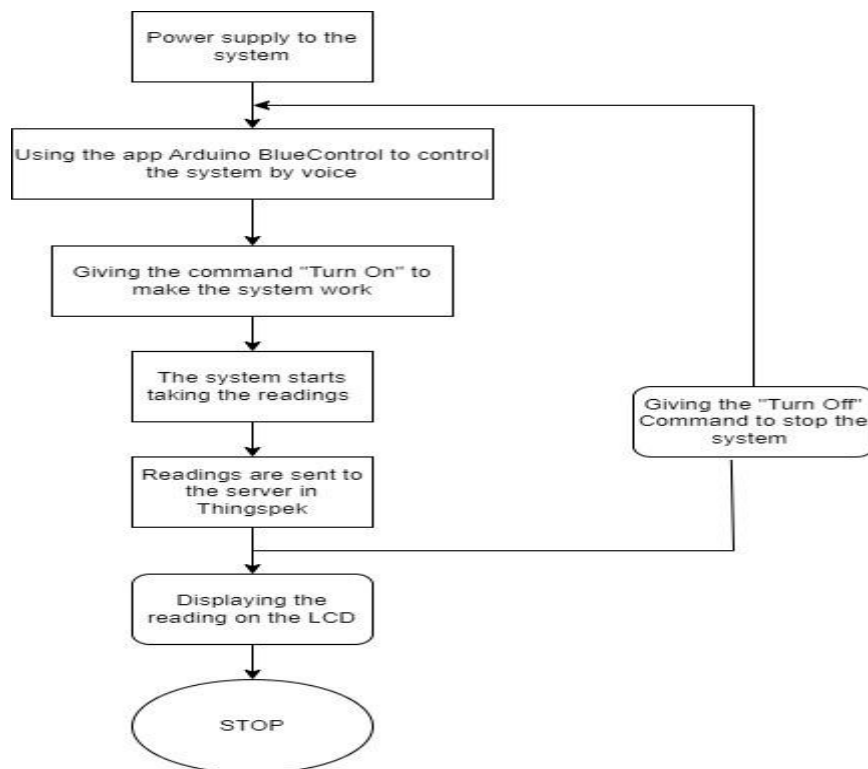 Power supply to the
system
Using the app Arduino BlueControl to control
the system by voice
Giving the command "Turn On" to
make the system work
The system starts
taking the readings
Giving the "Turn Off"
Command to stop the
system
Readings are sent to
the server in
Thingspek
Displaying the
reading on the LCD
STOP